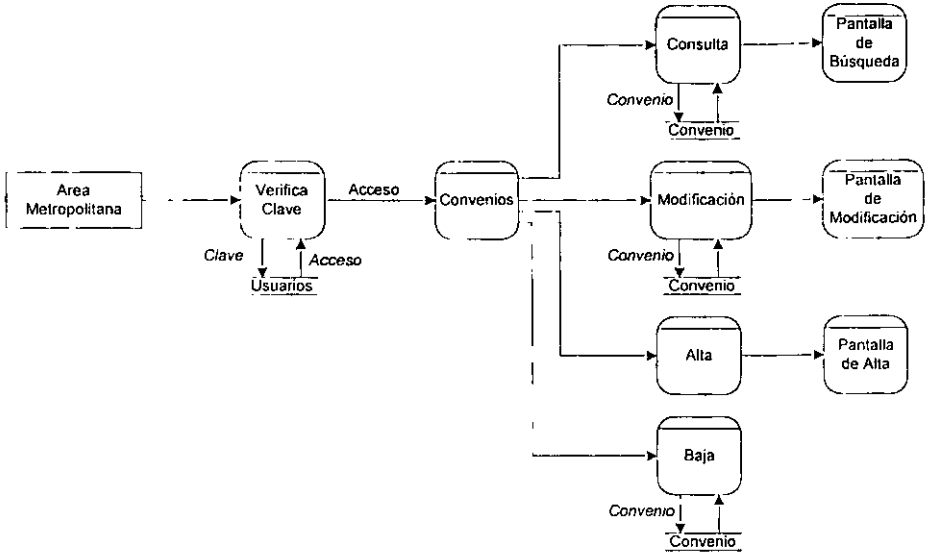 Consulta
Pantalla
de
Búsqueda
Convenio
Convenio
Area
Metropolitana
Verifica
Clave
Acceso
Convenios
Modificación
Pantalla
de
Modificación
Clave
Acceso
Usuarios
Convenio
Convenio
Alta
Pantalla
de Alta
Baja
Convenio
Convenio